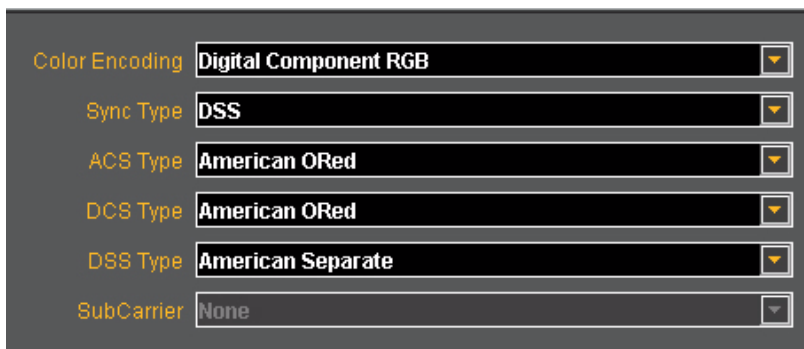 Color Encoding Digital Component RGB
Sync Type DSS
ACS Type American ORed
DCS Type American ORed
DSS Type American Separate
SubCarrier None